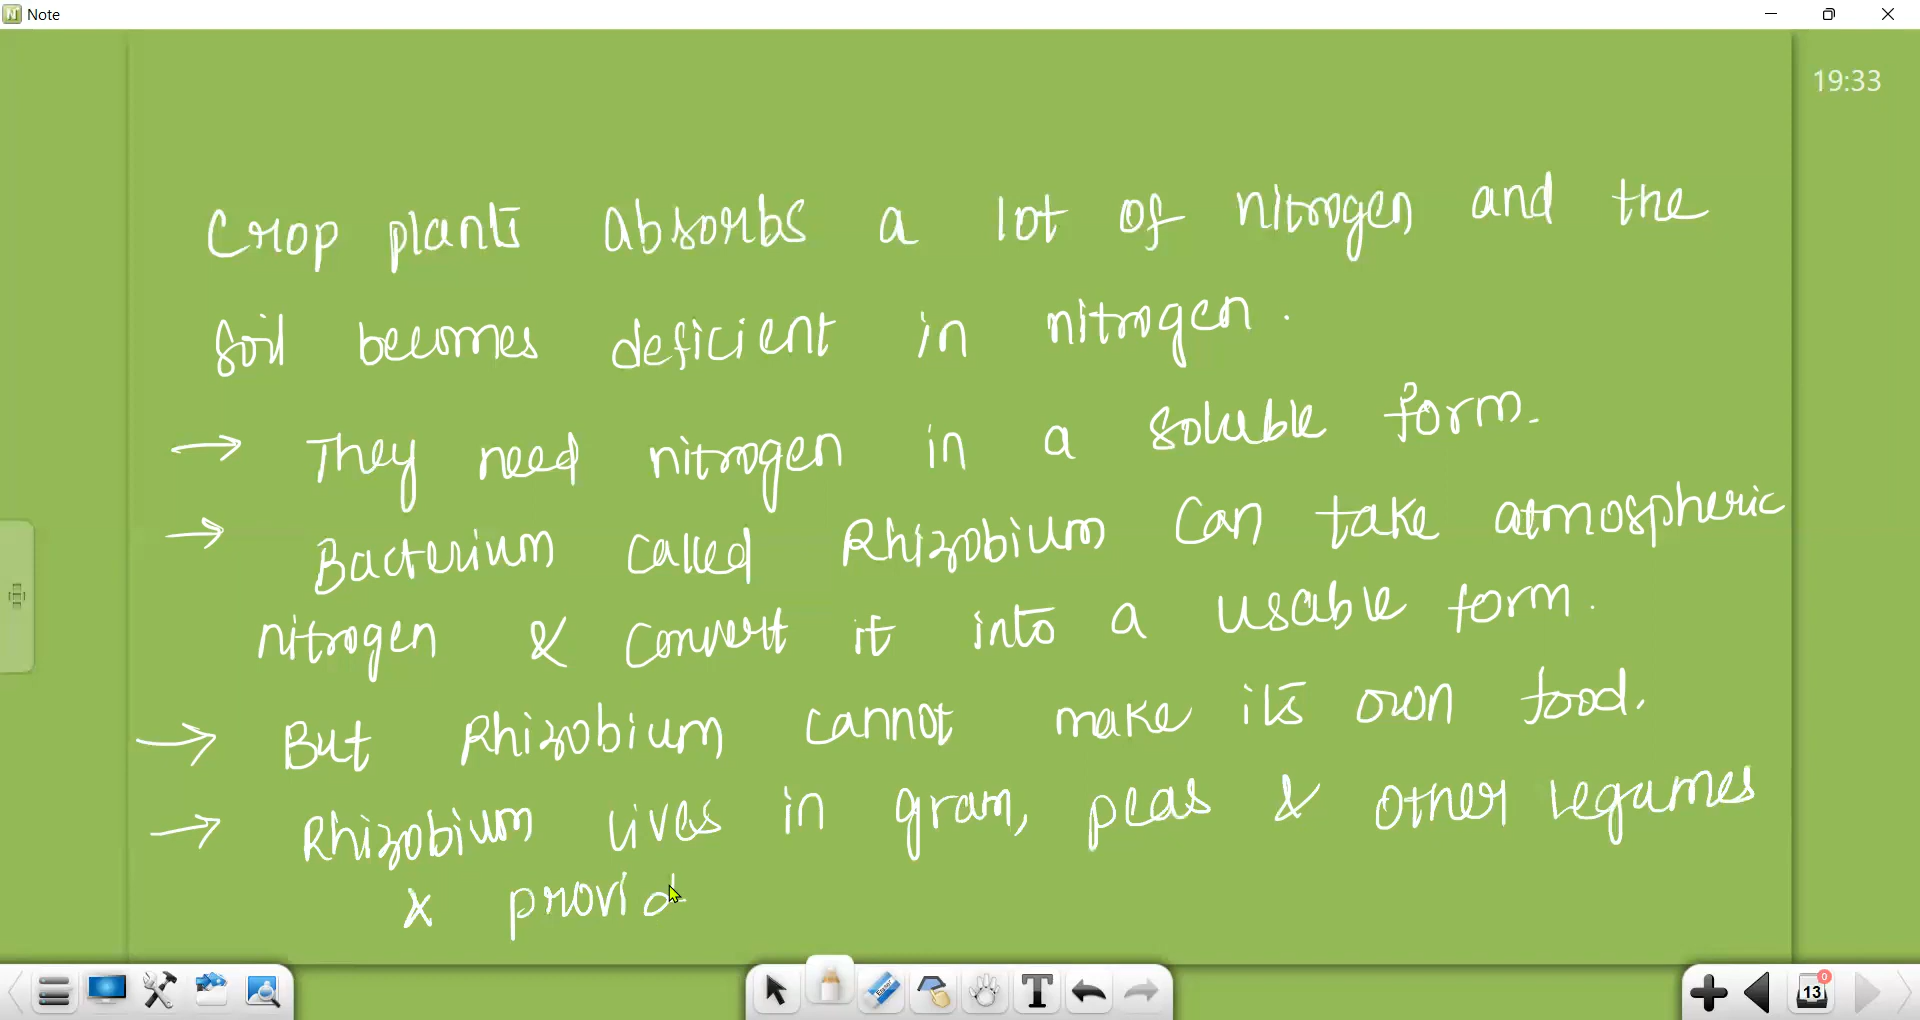 Note
19:33
Crop plants absorbs a lot of nitrogen and the
soil becomes deficient in nitrogen.
→ They need nitrogen in a soluble form.
→ Bacterium called Rhizobium can take atmospheric
nitrogen & convert it into a usable form.
→ But Rhizobium cannot make its own food.
→ Rhizobium lives in gram, peas & other legumes
& provid
13
0